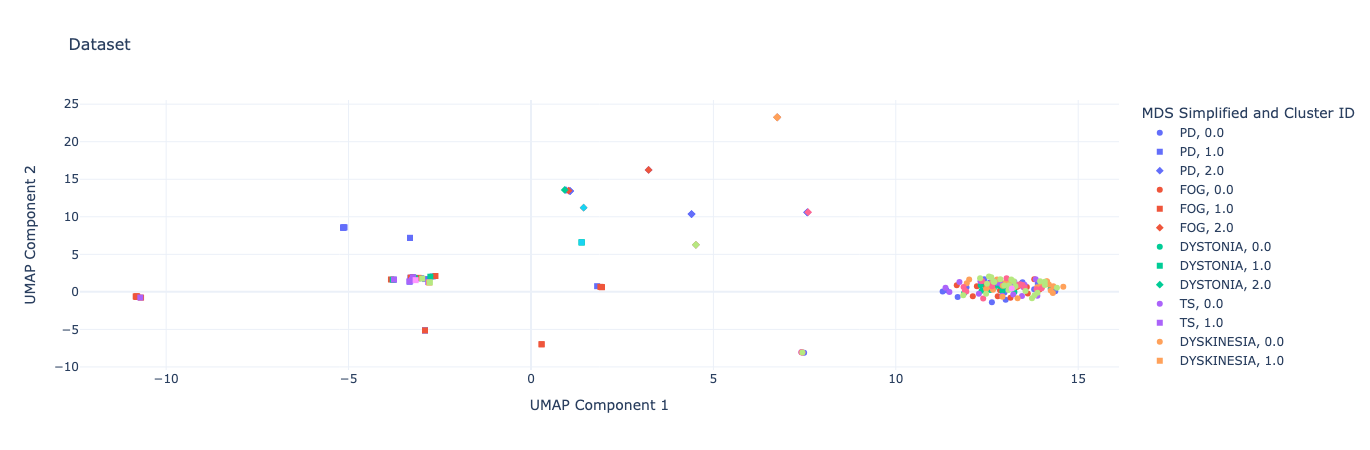 Dataset
25
20
15
10
5
0
−5
−10
−10
−5
0
5
10
15
UMAP Component 1
UMAP Component 2
MDS Simplified and Cluster ID
PD, 0.0
PD, 1.0
PD, 2.0
FOG, 0.0
FOG, 1.0
FOG, 2.0
DYSTONIA, 0.0
DYSTONIA, 1.0
DYSTONIA, 2.0
TS, 0.0
TS, 1.0
DYSKINESIA, 0.0
DYSKINESIA, 1.0